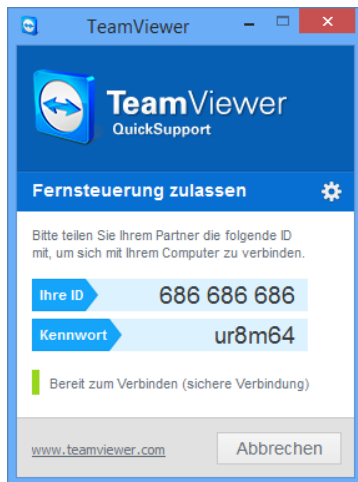 TeamViewer
TeamViewer
QuickSupport
Fernsteuerung zulassen
Bitte teilen Sie Ihrem Partner die folgende ID
mit, um sich mit Ihrem Computer zu verbinden.
Ihre ID 686 686 686
Kennwort ur8m64
Bereit zum Verbinden (sichere Verbindung)
www.teamviewer.com Abbrechen